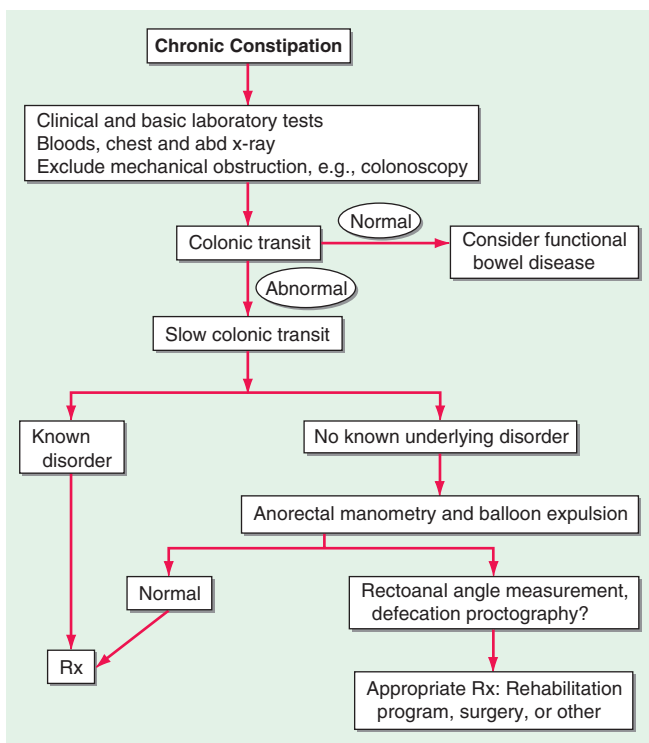 Chronic Constipation
Clinical and basic laboratory tests
Bloods, chest and abd x-ray
Exclude mechanical obstruction, e.g., colonoscopy
Normal
Colonic transit
Consider functional
bowel disease
Abnormal
Slow colonic transit
Known
disorder
No known underlying disorder
Anorectal manometry and balloon expulsion
Normal
Rectoanal angle measurement,
defecation proctography?
Rx
Appropriate Rx: Rehabilitation
program, surgery, or other